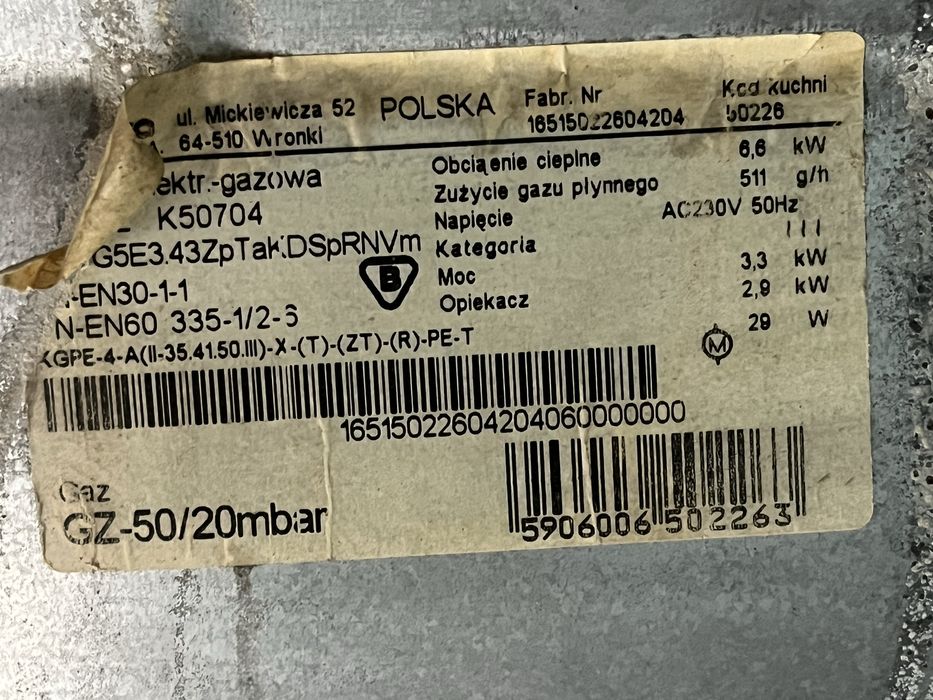 ul. Mickiewicza 52
64-510 Wronki
POLSKA
Fabr. Nr
16515022604204
Kod kuchni
50226
ektr.-gazowa
K50704
G5E3.43ZpTaKDSpRNVm
-EN30-1-1
N-EN60 335-1/2-6
KGPE-4-A(II-35.41.50.III)-X-(T)-(ZT)-(R)-PE-T
Obciążenie cieplne 6,6 kW
Zużycie gazu płynnego 511 g/h
Napięcie AC230V 50Hz
Kategoria III
Moc 3,3 kW
Opiekacz 2,9 kW
29 W
B
M
16515022604204060000000
Gaz
GZ-50/20mbar
5906006502263